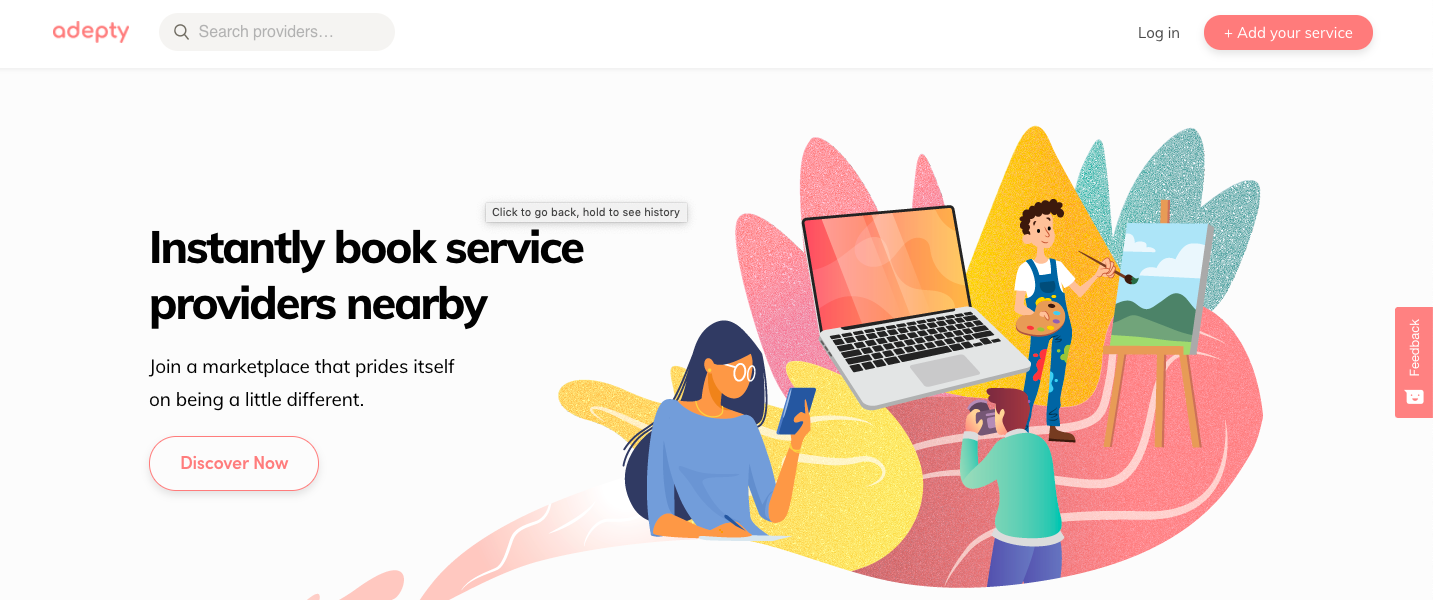 adepty
Search providers...
Log in
+ Add your service
Click to go back, hold to see history
Instantly book service
providers nearby
Join a marketplace that prides itself
on being a little different.
Discover Now
Feedback